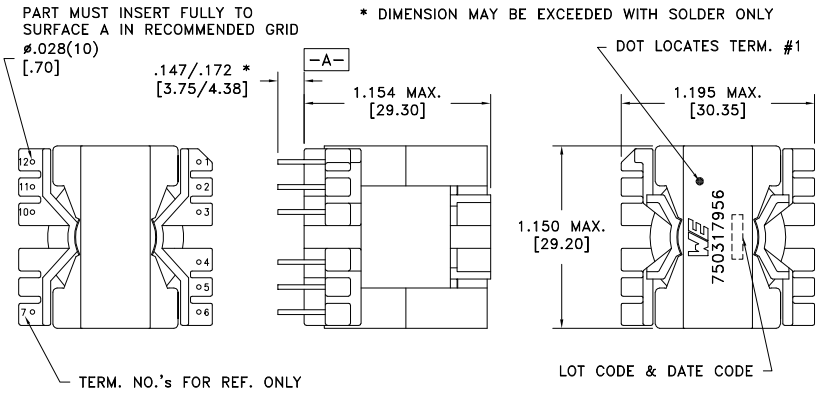 PART MUST INSERT FULLY TO
SURFACE A IN RECOMMENDED GRID
ø.028(10)
[.70]
* DIMENSION MAY BE EXCEEDED WITH SOLDER ONLY
DOT LOCATES TERM. #1
-A-
.147/.172 *
[3.75/4.38]
1.154 MAX.
[29.30]
1.195 MAX.
[30.35]
12
11
10
7
1
2
3
4
5
6
1.150 MAX.
[29.20]
WE
750317956
TERM. NO.'s FOR REF. ONLY
LOT CODE & DATE CODE